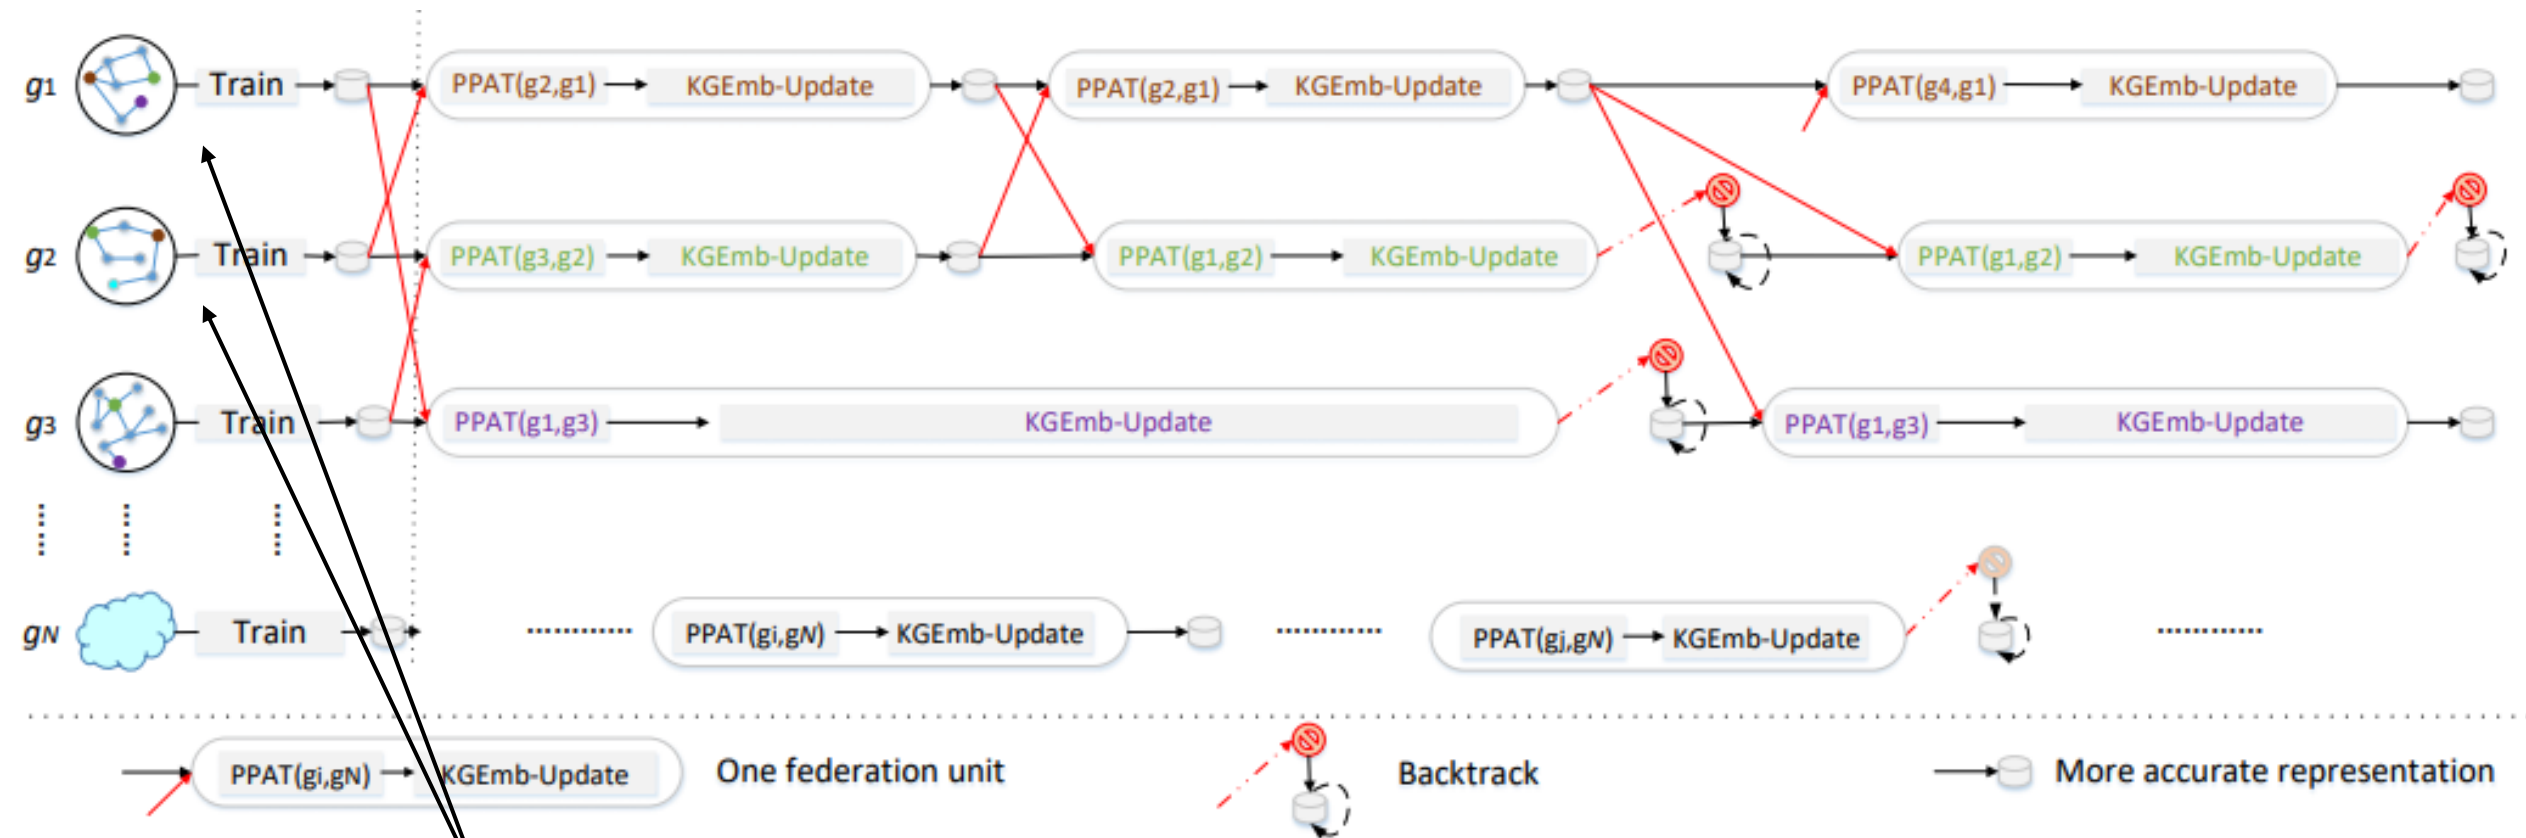 g1 Train PPAT(g2,g1) KGEmb-Update PPAT(g2,g1) KGEmb-Update PPAT(g4,g1) KGEmb-Update
g2 Train PPAT(g3,g2) KGEmb-Update PPAT(g1,g2) KGEmb-Update PPAT(g1,g2) KGEmb-Update
g3 Train PPAT(g1,g3) KGEmb-Update PPAT(g1,g3) KGEmb-Update
gN Train ............ PPAT(gi,gN) KGEmb-Update ............ PPAT(gj,gN) KGEmb-Update ............
PPAT(gi,gN) KGEmb-Update One federation unit Backtrack More accurate representation